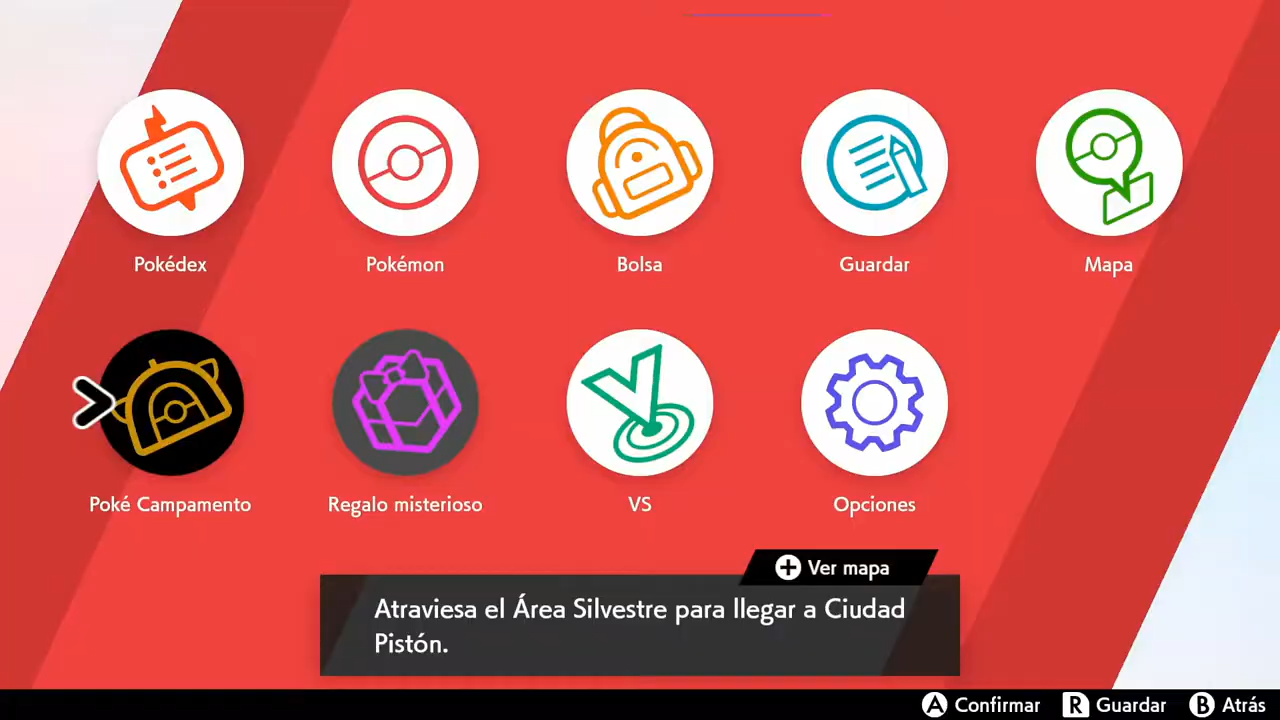 Pokédex
Pokémon
Bolsa
Guardar
Mapa
Poké Campamento
Regalo misterioso
VS
Opciones
Ver mapa
Atraviesa el Área Silvestre para llegar a Ciudad
Pistón.
A Confirmar R Guardar B Atrás